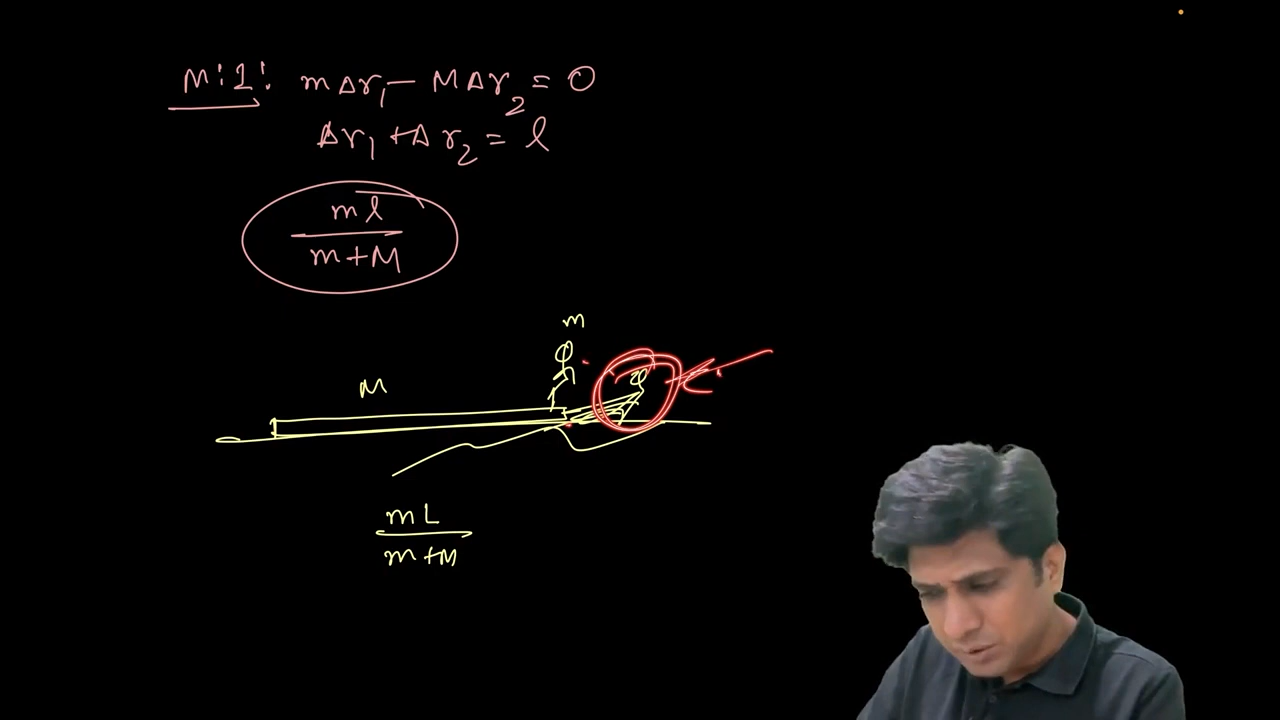 M:1: mΔr₁ – MΔr₂ = 0
Δr₁ + Δr₂ = l
ml
m+M
m
M
mL
m+M